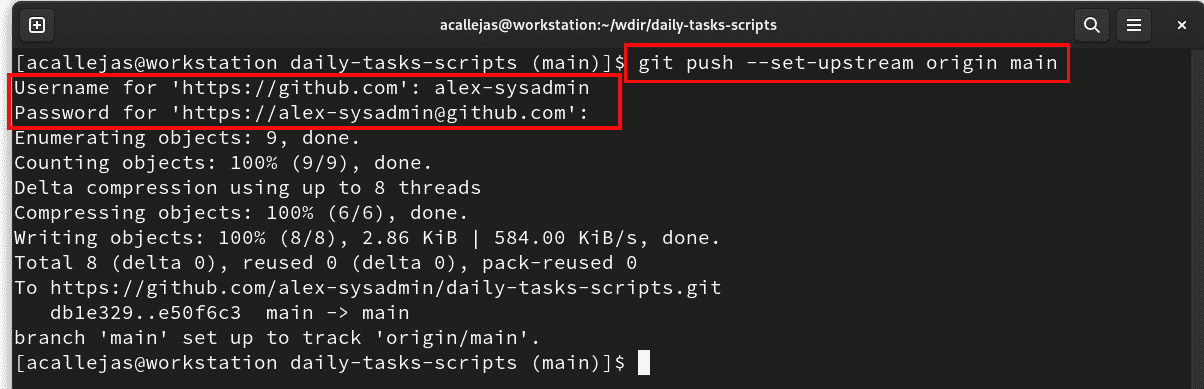 acallejas@workstation:~/wdir/daily-tasks-scripts
[acallejas@workstation daily-tasks-scripts (main)]$ git push --set-upstream origin main
Username for 'https://github.com': alex-sysadmin
Password for 'https://alex-sysadmin@github.com':
Enumerating objects: 9, done.
Counting objects: 100% (9/9), done.
Delta compression using up to 8 threads
Compressing objects: 100% (6/6), done.
Writing objects: 100% (8/8), 2.86 KiB | 584.00 KiB/s, done.
Total 8 (delta 0), reused 0 (delta 0), pack-reused 0
To https://github.com/alex-sysadmin/daily-tasks-scripts.git
   db1e329..e50f6c3  main -> main
branch 'main' set up to track 'origin/main'.
[acallejas@workstation daily-tasks-scripts (main)]$